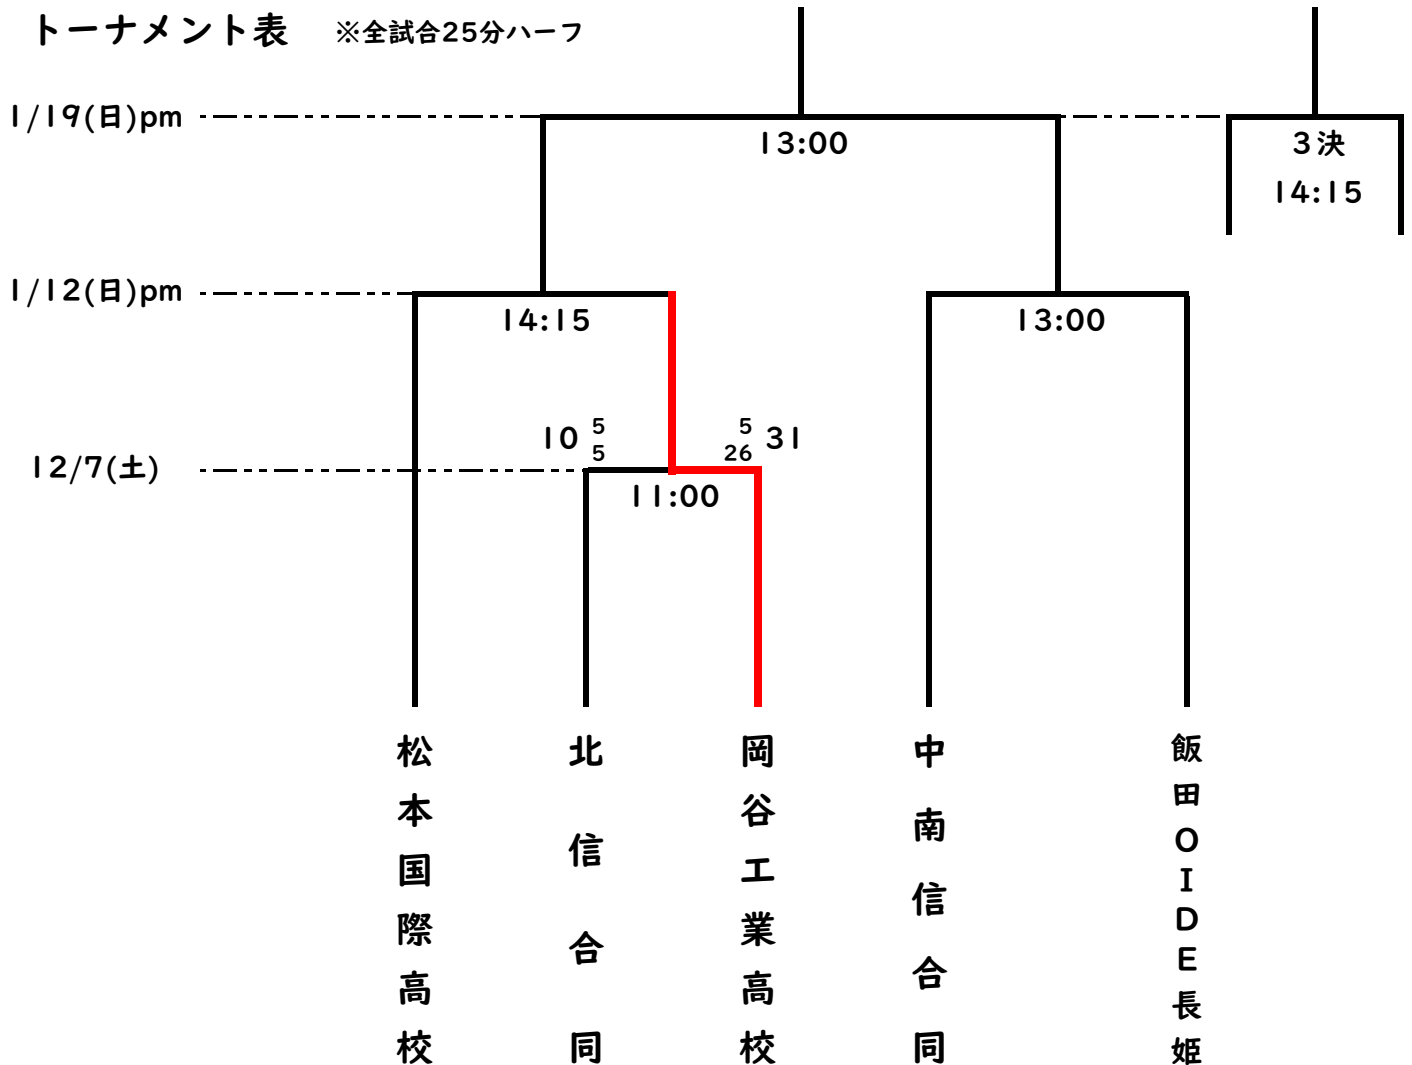 トーナメント表 ※全試合25分ハーフ
1/19(日)pm
13:00
3決
14:15
1/12(日)pm
14:15
13:00
10 5 5
5 26 31
12/7(土)
11:00
松本国際高校
北信合同
岡谷工業高校
中南信合同
飯田OIDE長姫